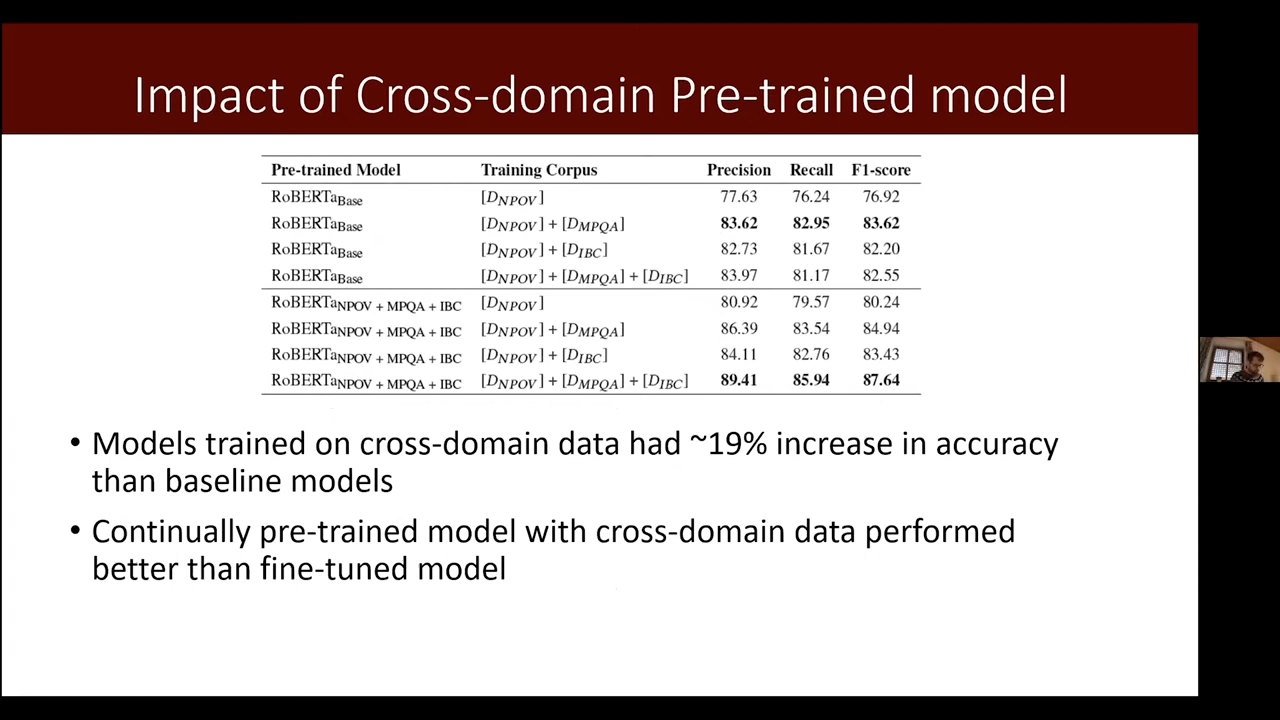 Impact of Cross-domain Pre-trained model
Pre-trained Model Training Corpus Precision Recall F1-score
RoBERTaBase [DNPOV] 77.63 76.24 76.92
RoBERTaBase [DNPOV] + [DMPQA] 83.62 82.95 83.62
RoBERTaBase [DNPOV] + [DIBC] 82.73 81.67 82.20
RoBERTaBase [DNPOV] + [DMPQA] + [DIBC] 83.97 81.17 82.55
RoBERTaNPOV + MPQA + IBC [DNPOV] 80.92 79.57 80.24
RoBERTaNPOV + MPQA + IBC [DNPOV] + [DMPQA] 86.39 83.54 84.94
RoBERTaNPOV + MPQA + IBC [DNPOV] + [DIBC] 84.11 82.76 83.43
RoBERTaNPOV + MPQA + IBC [DNPOV] + [DMPQA] + [DIBC] 89.41 85.94 87.64
• Models trained on cross-domain data had ~19% increase in accuracy
than baseline models
• Continually pre-trained model with cross-domain data performed
better than fine-tuned model